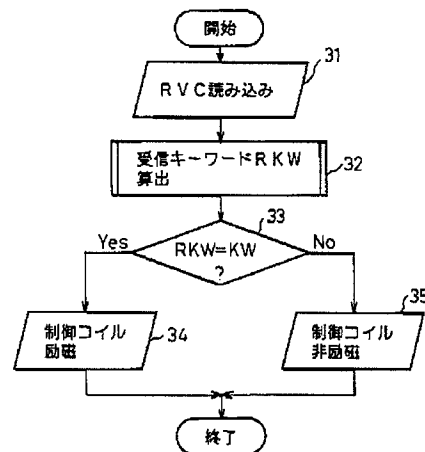 開始
31
RVC読み込み
受信キーワードRKW
算出
32
33
Yes
RKW=KW
No
?
制御コイル
励磁
34
35
制御コイル
非励磁
終了